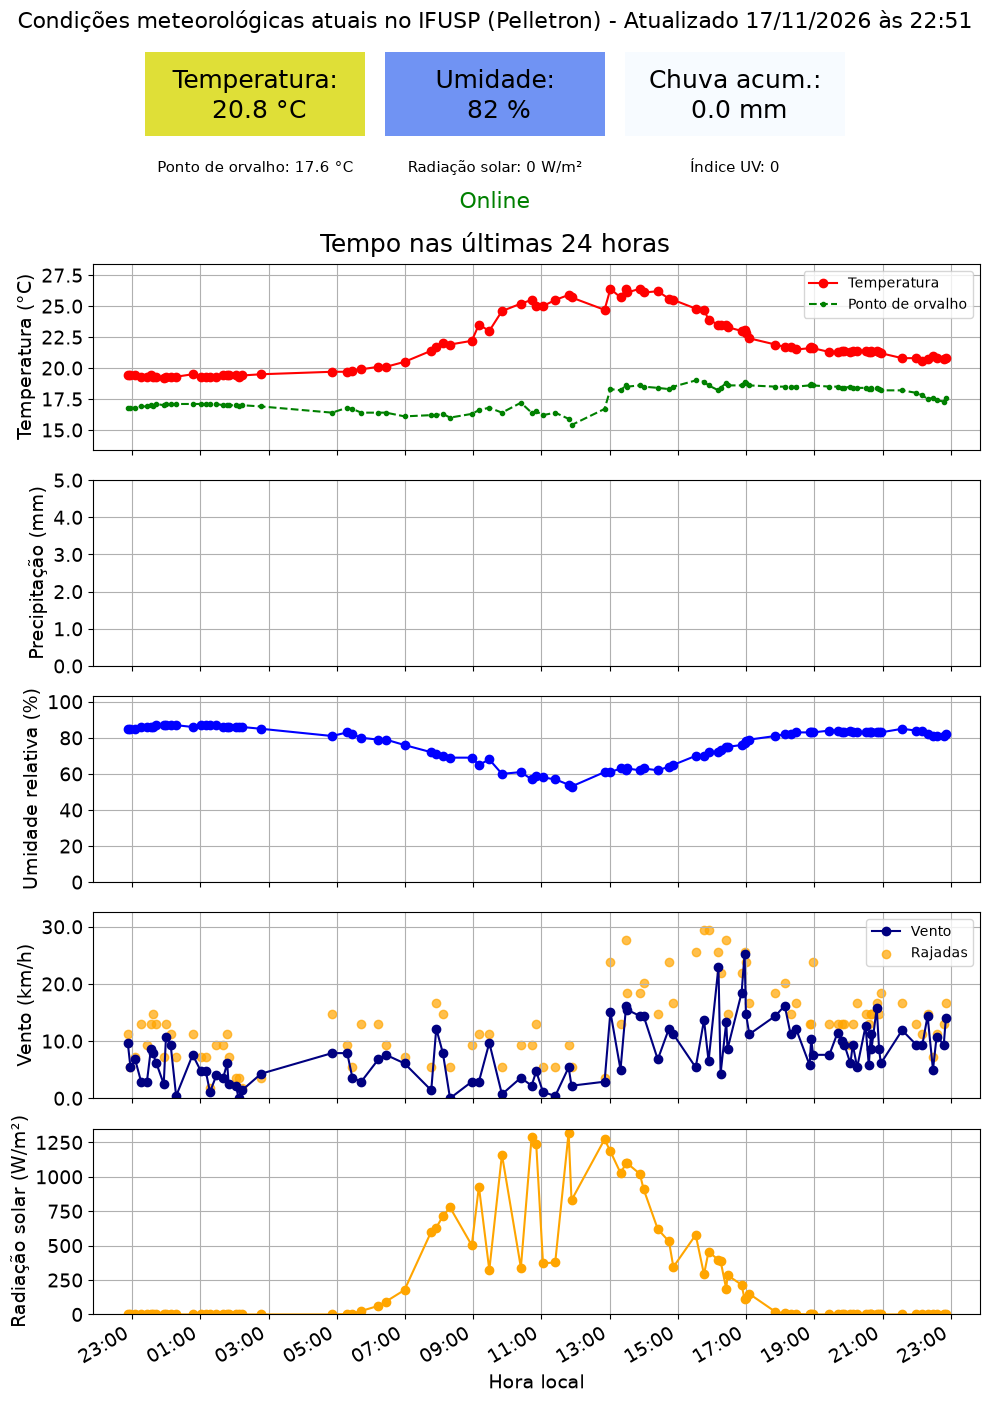 Condições meteorológicas atuais no IFUSP (Pelletron) - Atualizado 17/11/2026 às 22:51
Temperatura:
20.8 °C
Umidade:
82 %
Chuva acum.:
0.0 mm
Ponto de orvalho: 17.6 °C
Radiação solar: 0 W/m²
Índice UV: 0
Online
Tempo nas últimas 24 horas
Temperatura (°C)
27.5
25.0
22.5
20.0
17.5
15.0
Temperatura
Ponto de orvalho
Precipitação (mm)
5.0
4.0
3.0
2.0
1.0
0.0
Umidade relativa (%)
100
80
60
40
20
0
Vento (km/h)
30.0
20.0
10.0
0.0
Vento
Rajadas
Radiação solar (W/m²)
1250
1000
750
500
250
0
23:00
01:00
03:00
05:00
07:00
09:00
11:00
13:00
15:00
17:00
19:00
21:00
23:00
Hora local